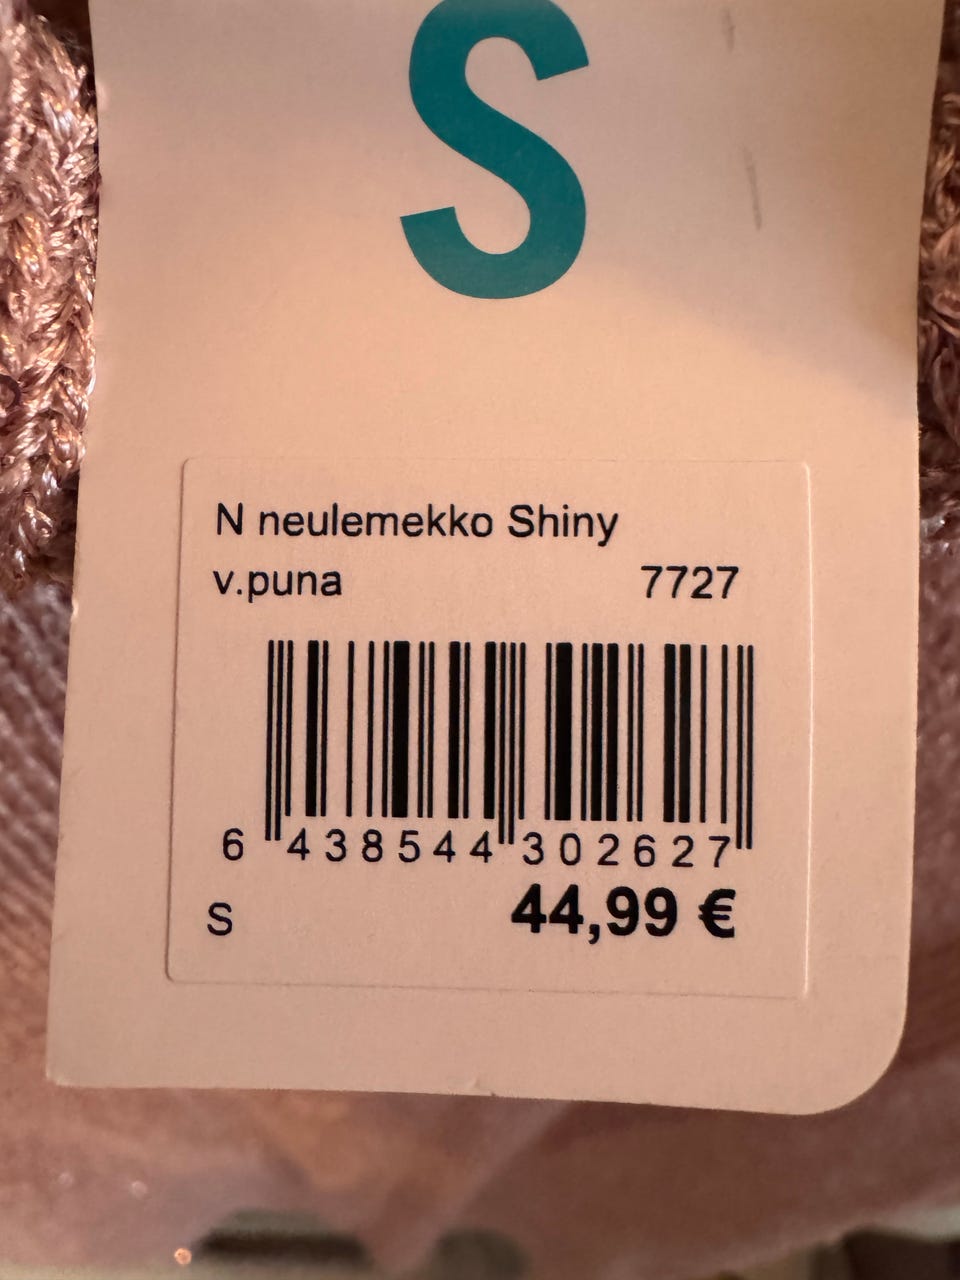 S
N neulemekko Shiny
v.puna 7727
6 438544 302627
S 44,99 €